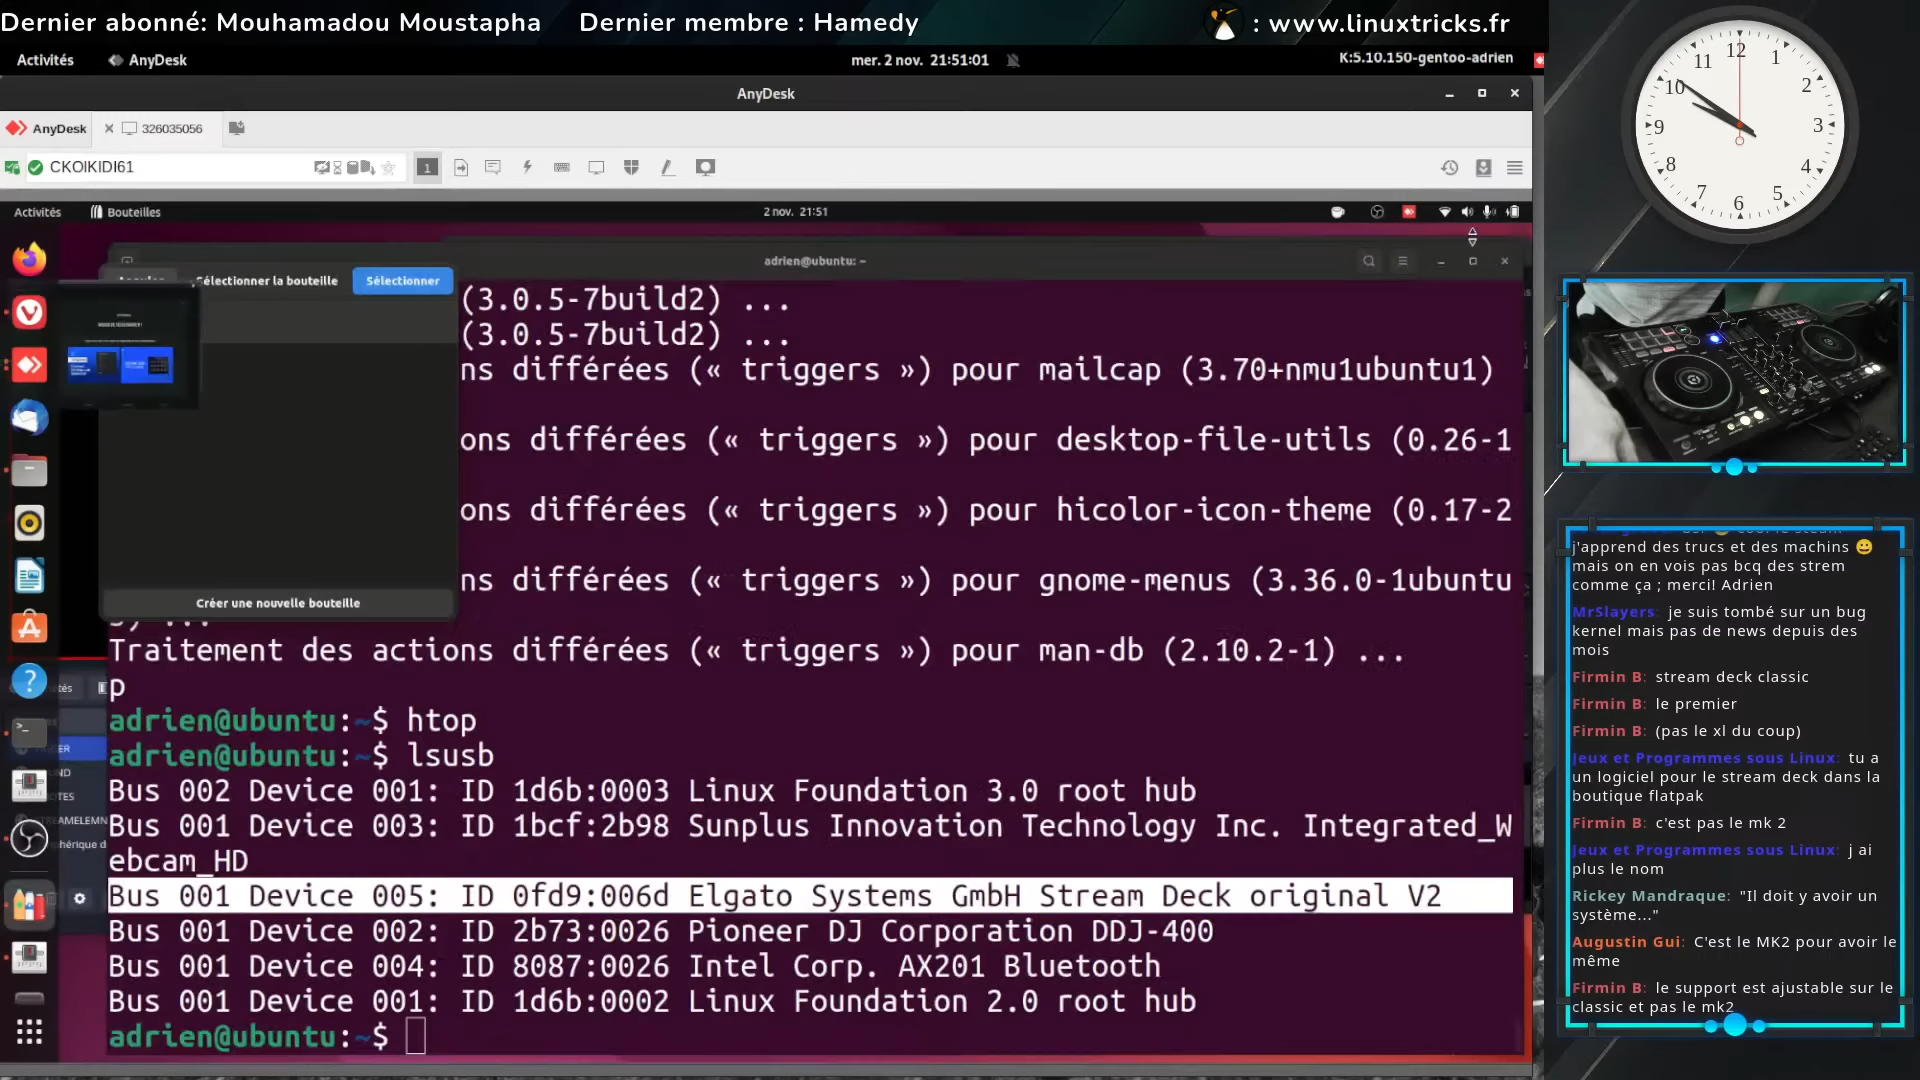 Dernier abonné: Mouhamadou Moustapha Dernier membre : Hamedy : www.linuxtricks.fr
Activités AnyDesk mer. 2 nov. 21:51:01 K:5.10.150-gentoo-adrien
AnyDesk
AnyDesk 326035056
CKOIKIDI61 1
Activités Bouteilles 2 nov. 21:51
adrien@ubuntu: ~
Sélectionner la bouteille Sélectionner
(3.0.5-7build2) ...
(3.0.5-7build2) ...
ns différées (« triggers ») pour mailcap (3.70+nmu1ubuntu1)
ons différées (« triggers ») pour desktop-file-utils (0.26-1
ons différées (« triggers ») pour hicolor-icon-theme (0.17-2
ns différées (« triggers ») pour gnome-menus (3.36.0-1ubuntu
Créer une nouvelle bouteille
Traitement des actions différées (« triggers ») pour man-db (2.10.2-1) ...
p
adrien@ubuntu:~$ htop
adrien@ubuntu:~$ lsusb
Bus 002 Device 001: ID 1d6b:0003 Linux Foundation 3.0 root hub
Bus 001 Device 003: ID 1bcf:2b98 Sunplus Innovation Technology Inc. Integrated_W
ebcam_HD
Bus 001 Device 005: ID 0fd9:006d Elgato Systems GmbH Stream Deck original V2
Bus 001 Device 002: ID 2b73:0026 Pioneer DJ Corporation DDJ-400
Bus 001 Device 004: ID 8087:0026 Intel Corp. AX201 Bluetooth
Bus 001 Device 001: ID 1d6b:0002 Linux Foundation 2.0 root hub
adrien@ubuntu:~$
12
1
2
3
4
5
6
7
8
9
10
11
j'apprend des trucs et des machins 😀
mais on en vois pas bcq des strem
comme ça ; merci! Adrien
MrSlayers: je suis tombé sur un bug
kernel mais pas de news depuis des
mois
Firmin B: stream deck classic
Firmin B: le premier
Firmin B: (pas le xl du coup)
Jeux et Programmes sous Linux: tu a
un logiciel pour le stream deck dans la
boutique flatpak
Firmin B: c'est pas le mk 2
Jeux et Programmes sous Linux: j ai
plus le nom
Rickey Mandraque: "Il doit y avoir un
système..."
Augustin Gui: C'est le MK2 pour avoir le
même
Firmin B: le support est ajustable sur le
classic et pas le mk2